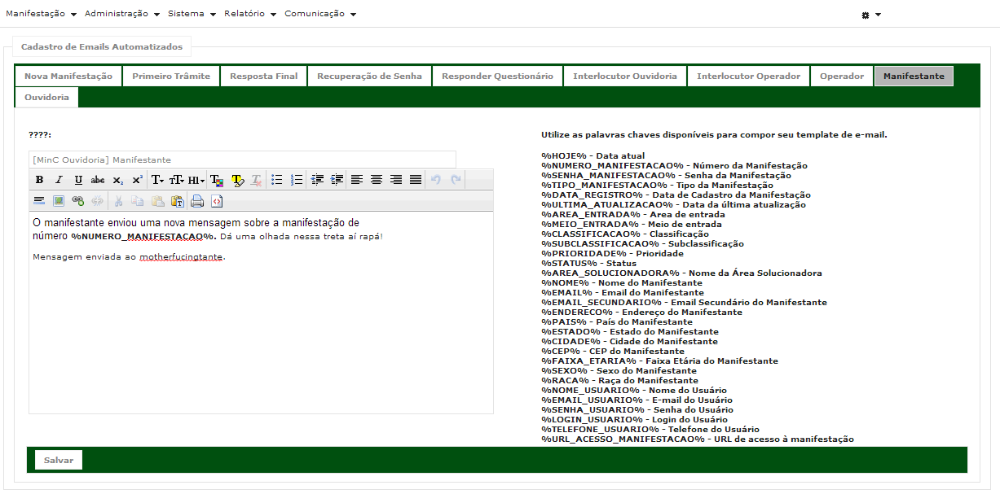 Manifestação Administração Sistema Relatório Comunicação
Cadastro de Emails Automatizados
Nova Manifestação Primeiro Trâmite Resposta Final Recuperação de Senha Responder Questionário Interlocutor Ouvidoria Interlocutor Operador Operador Manifestante
Ouvidoria
????:
[MinC Ouvidoria] Manifestante
B I U abc x₂ x² T T H1 T T T
O manifestante enviou uma nova mensagem sobre a manifestação de
número %NUMERO_MANIFESTACAO%. Dá uma olhada nessa treta aí rapá!
Mensagem enviada ao motherfucingtante.
Utilize as palavras chaves disponíveis para compor seu template de e-mail.
%HOJE% - Data atual
%NUMERO_MANIFESTACAO% - Número da Manifestação
%SENHA_MANIFESTACAO% - Senha da Manifestação
%TIPO_MANIFESTACAO% - Tipo da Manifestação
%DATA_REGISTRO% - Data de Cadastro da Manifestação
%ULTIMA_ATUALIZACAO% - Data da última atualização
%AREA_ENTRADA% - Area de entrada
%MEIO_ENTRADA% - Meio de entrada
%CLASSIFICACAO% - Classificação
%SUBCLASSIFICACAO% - Subclassificação
%PRIORIDADE% - Prioridade
%STATUS% - Status
%AREA_SOLUCIONADORA% - Nome da Área Solucionadora
%NOME% - Nome do Manifestante
%EMAIL% - Email do Manifestante
%EMAIL_SECUNDARIO% - Email Secundário do Manifestante
%ENDERECO% - Endereço do Manifestante
%PAIS% - País do Manifestante
%ESTADO% - Estado do Manifestante
%CIDADE% - Cidade do Manifestante
%CEP% - CEP do Manifestante
%FAIXA_ETARIA% - Faixa Etária do Manifestante
%SEXO% - Sexo do Manifestante
%RACA% - Raça do Manifestante
%NOME_USUARIO% - Nome do Usuário
%EMAIL_USUARIO% - E-mail do Usuário
%SENHA_USUARIO% - Senha do Usuário
%LOGIN_USUARIO% - Login do Usuário
%TELEFONE_USUARIO% - Telefone do Usuário
%URL_ACESSO_MANIFESTACAO% - URL de acesso à manifestação
Salvar